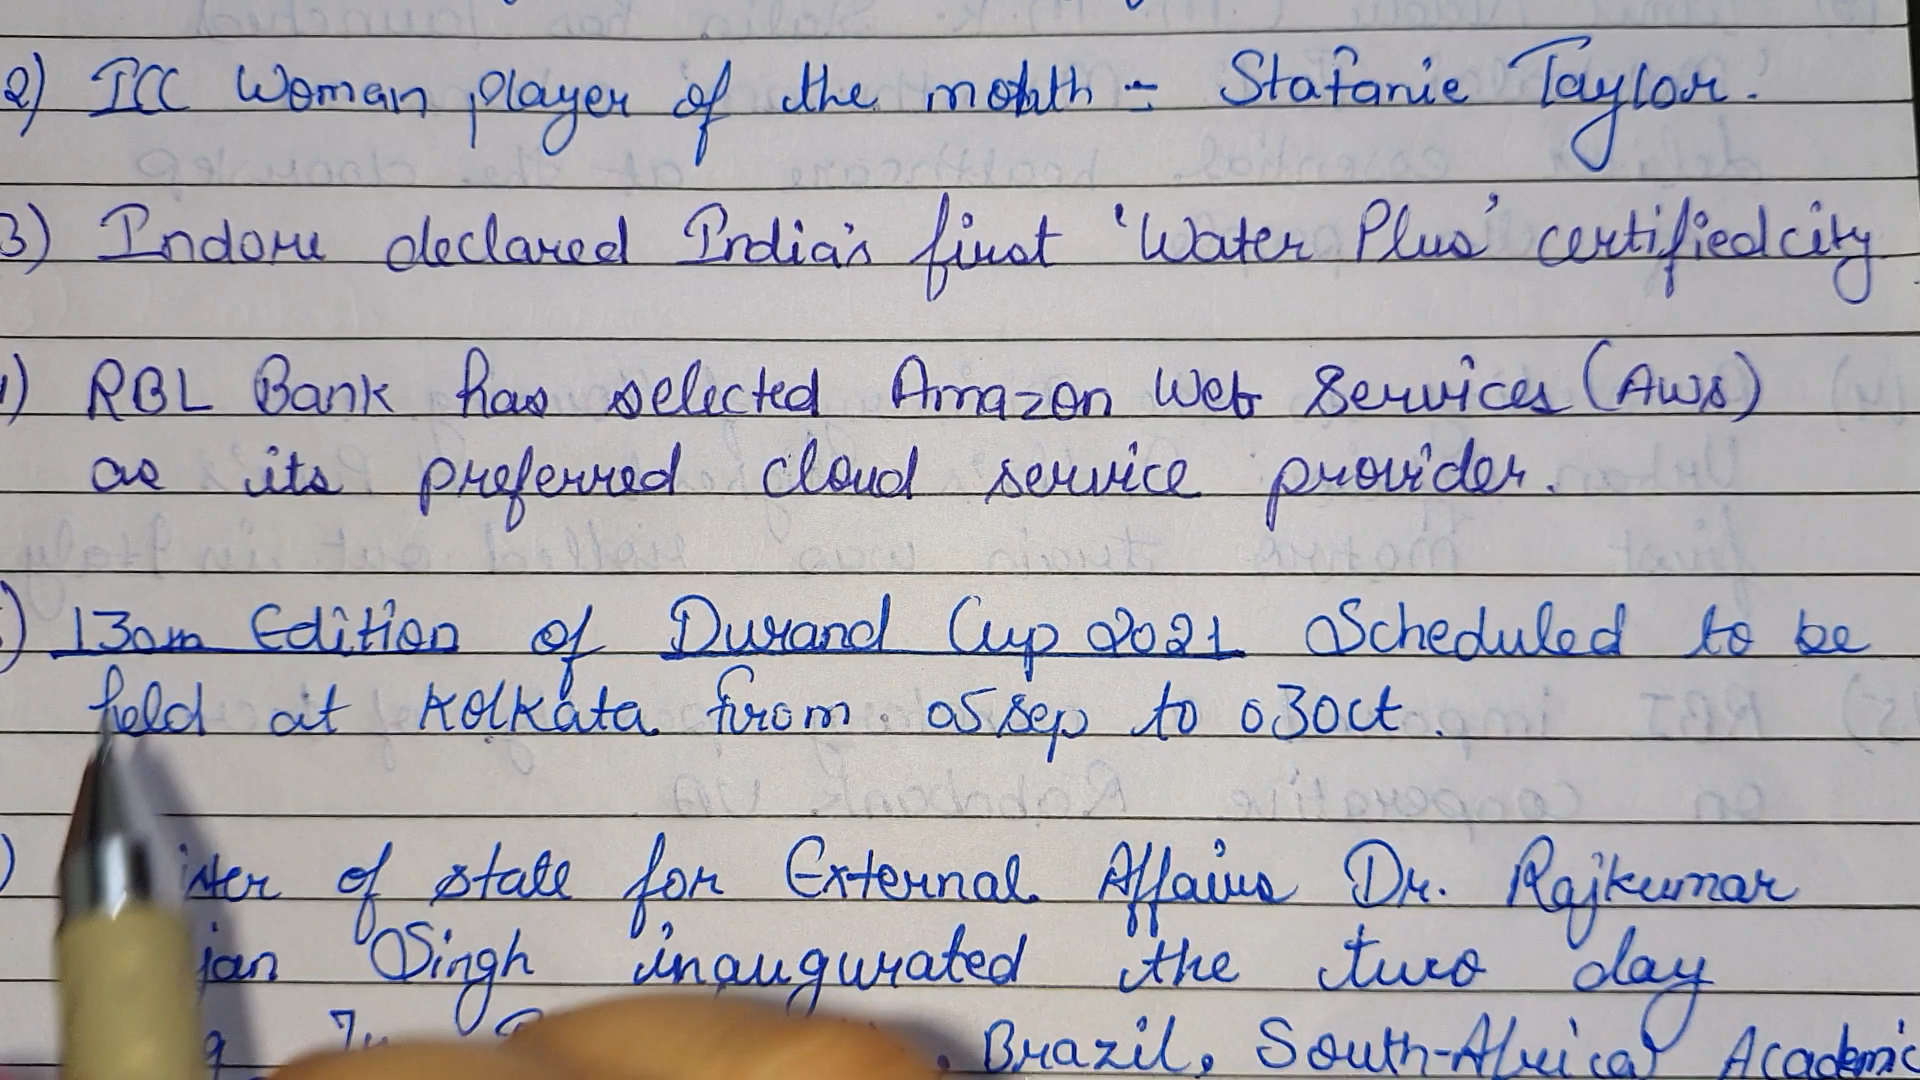 2) ICC Woman player of the month - Stafanie Taylor.
3) Indore declared India's first 'Water Plus' certified city
) RBL Bank has selected Amazon Web Services (AWS)
as its preferred cloud service provider.
) 130th Edition of Durand Cup 2021 Scheduled to be
held at Kolkata from 05 Sep to 03 Oct.
) ister of state for External Affairs Dr. Rajkumar
jan Singh inaugurated the two day
g Brazil, South-Africa Academic